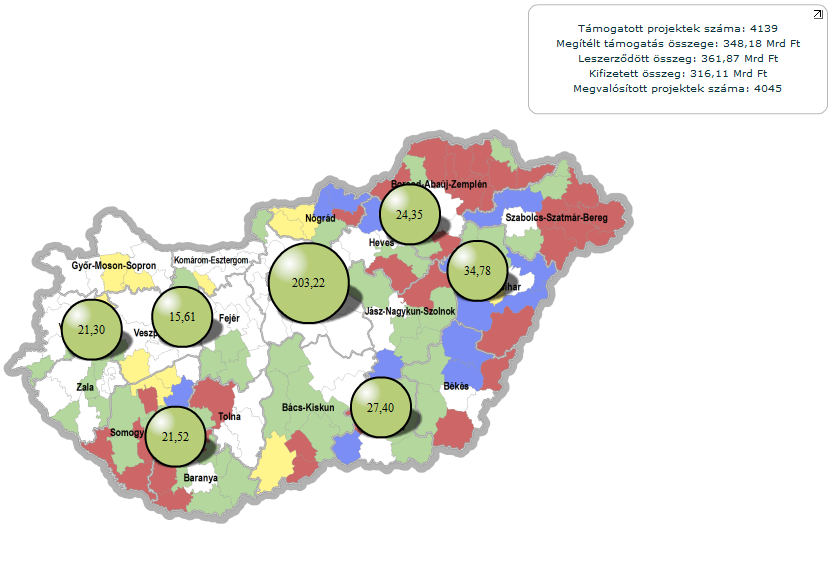 Támogatott projektek száma: 4139
Megítélt támogatás összege: 348,18 Mrd Ft
Leszerződött összeg: 361,87 Mrd Ft
Kifizetett összeg: 316,11 Mrd Ft
Megvalósított projektek száma: 4045
Borsod-Abaúj-Zemplén
24,35
Nógrád
Szabolcs-Szatmár-Bereg
Heves
Komárom-Esztergom
Győr-Moson-Sopron
34,78
203,22
Jász-Nagykun-Szolnok
15,61
Fejér
21,30
Veszp
Zala
Békés
Bács-Kiskun
27,40
Tolna
Somogy
21,52
Baranya